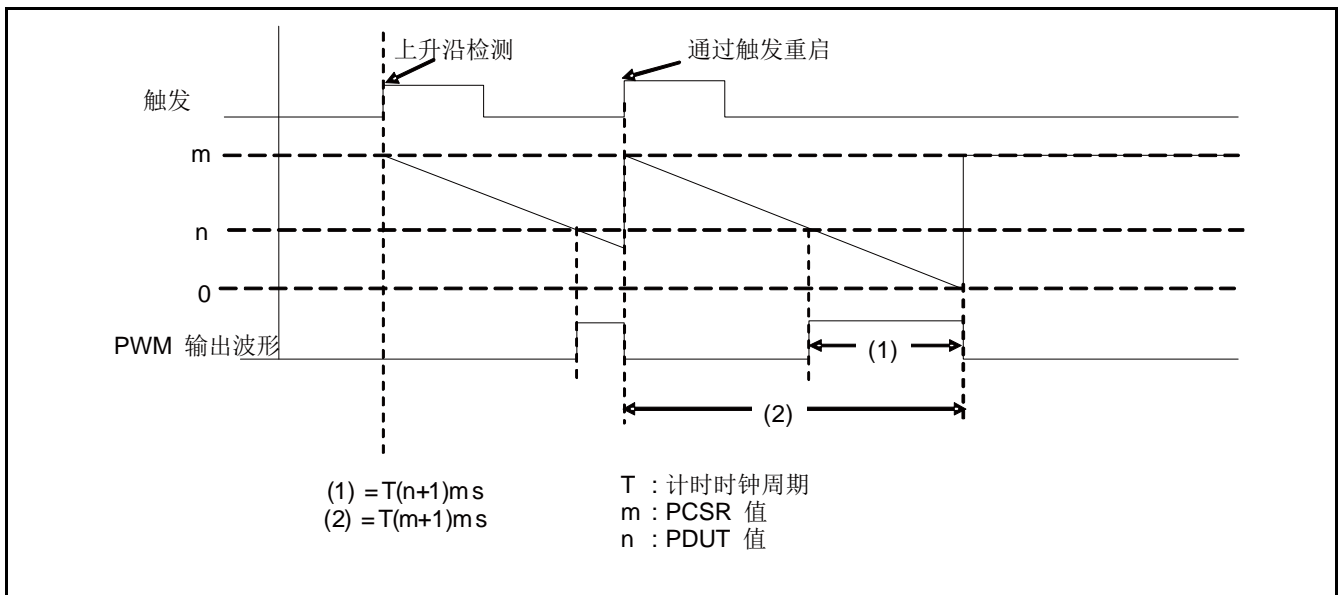 上升沿检测
通过触发重启
触发
m
n
0
PWM 输出波形
(1)
(2)
(1) =T(n+1)ms
(2) =T(m+1)ms
T : 计时时钟周期
m : PCSR 值
n : PDUT 值